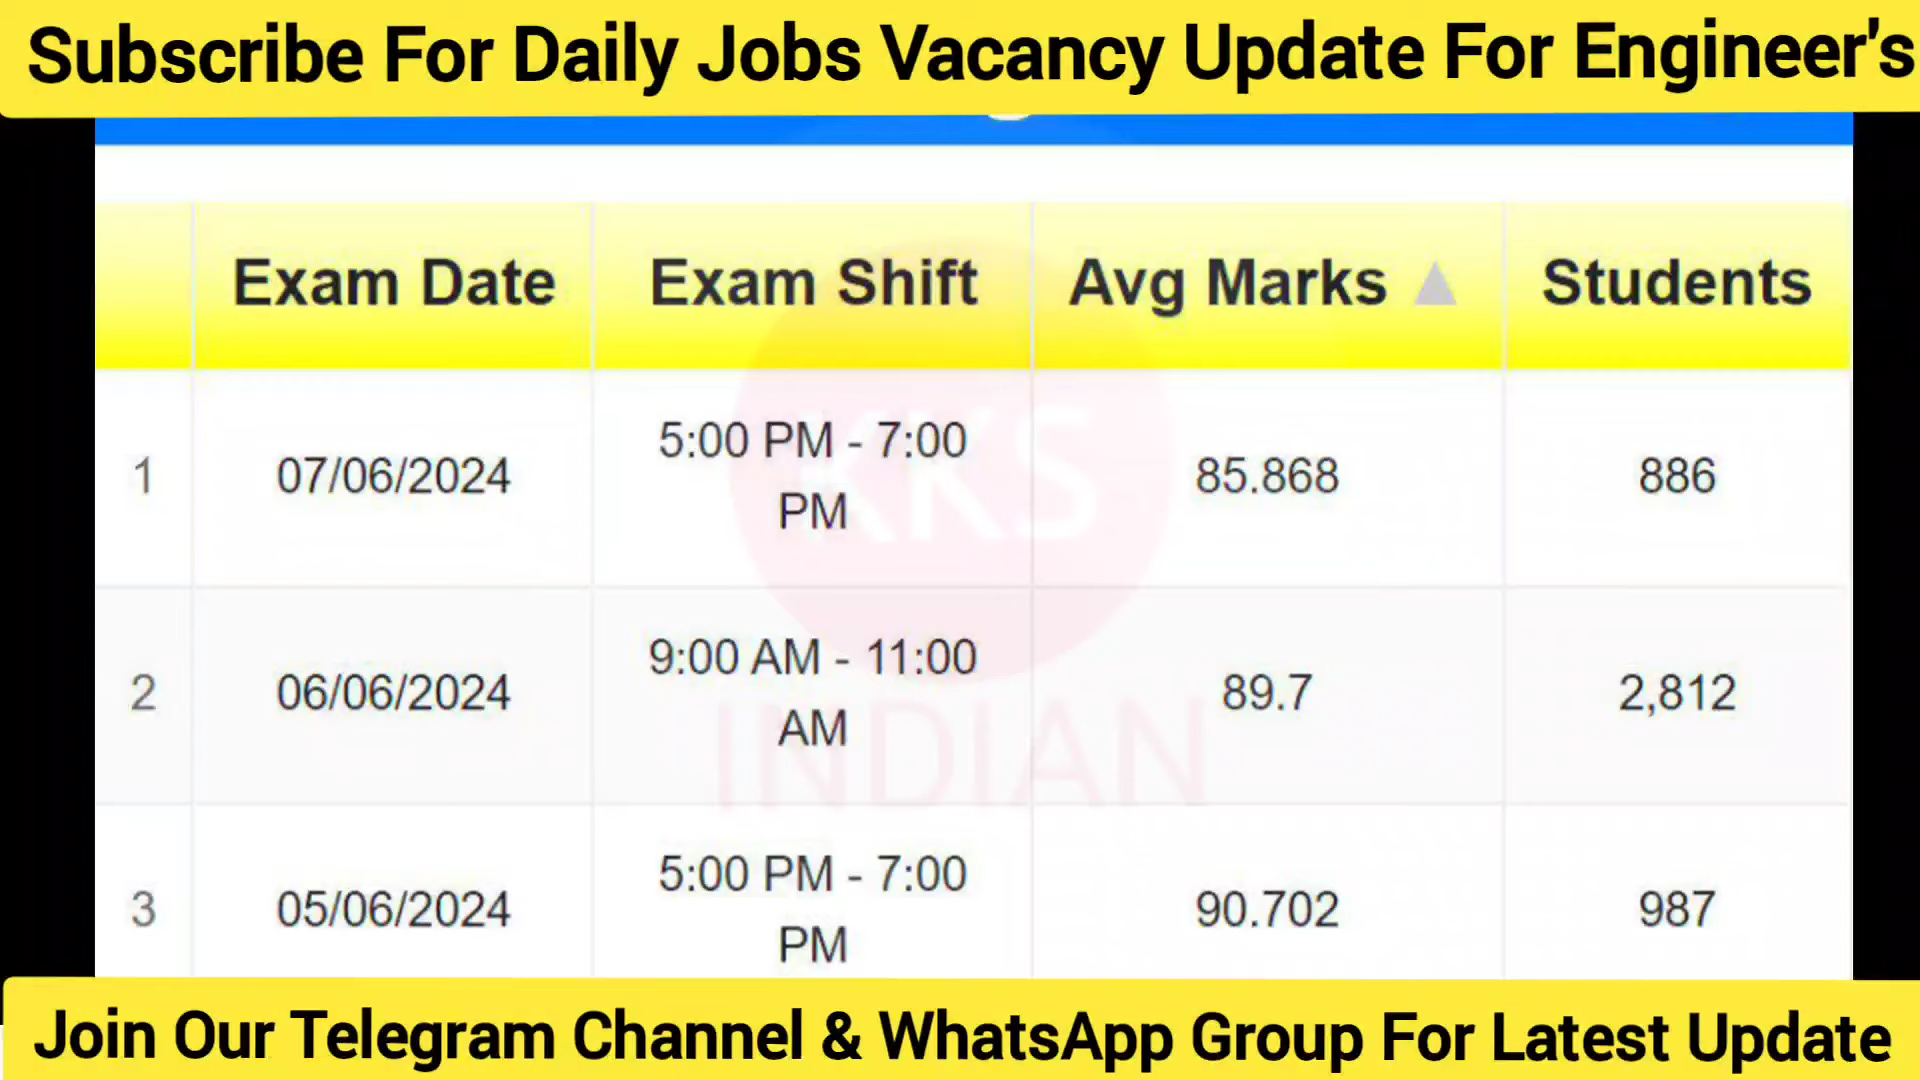 Subscribe For Daily Jobs Vacancy Update For Engineer's
Exam Date Exam Shift Avg Marks ▲ Students
1 07/06/2024 5:00 PM - 7:00 PM 85.868 886
2 06/06/2024 9:00 AM - 11:00 AM 89.7 2,812
3 05/06/2024 5:00 PM - 7:00 PM 90.702 987
KKS
INDIAN
Join Our Telegram Channel & WhatsApp Group For Latest Update